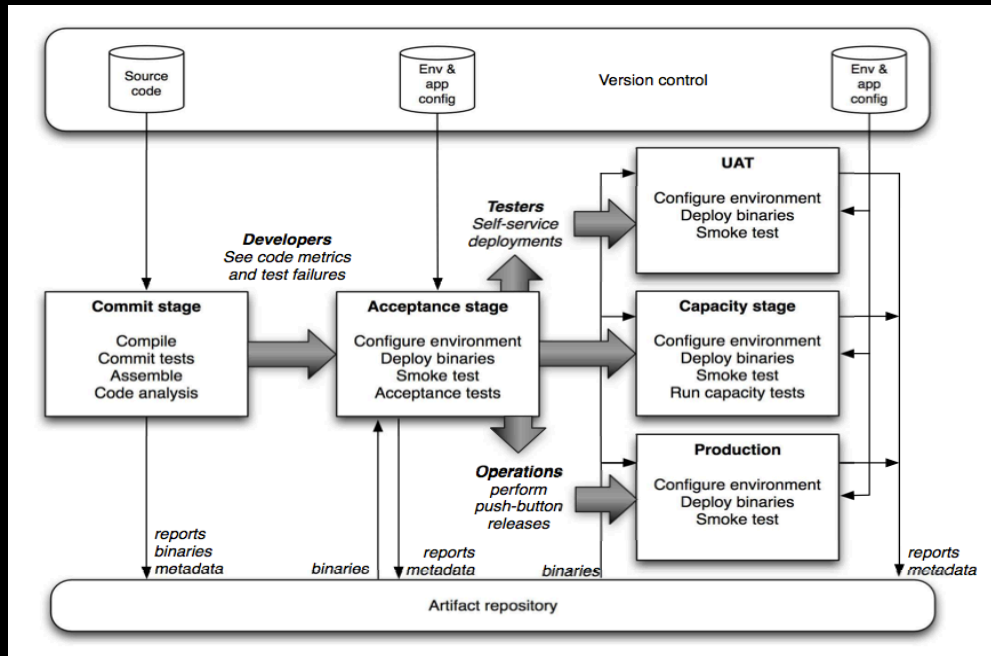 Source
code
Env &
app
config
Version control
Env &
app
config
UAT
Configure environment
Deploy binaries
Smoke test
Testers
Self-service
deployments
Developers
See code metrics
and test failures
Commit stage
Compile
Commit tests
Assemble
Code analysis
Acceptance stage
Configure environment
Deploy binaries
Smoke test
Acceptance tests
Capacity stage
Configure environment
Deploy binaries
Smoke test
Run capacity tests
Operations
perform
push-button
releases
Production
Configure environment
Deploy binaries
Smoke test
reports
binaries
metadata
binaries
reports
metadata
binaries
reports
metadata
Artifact repository